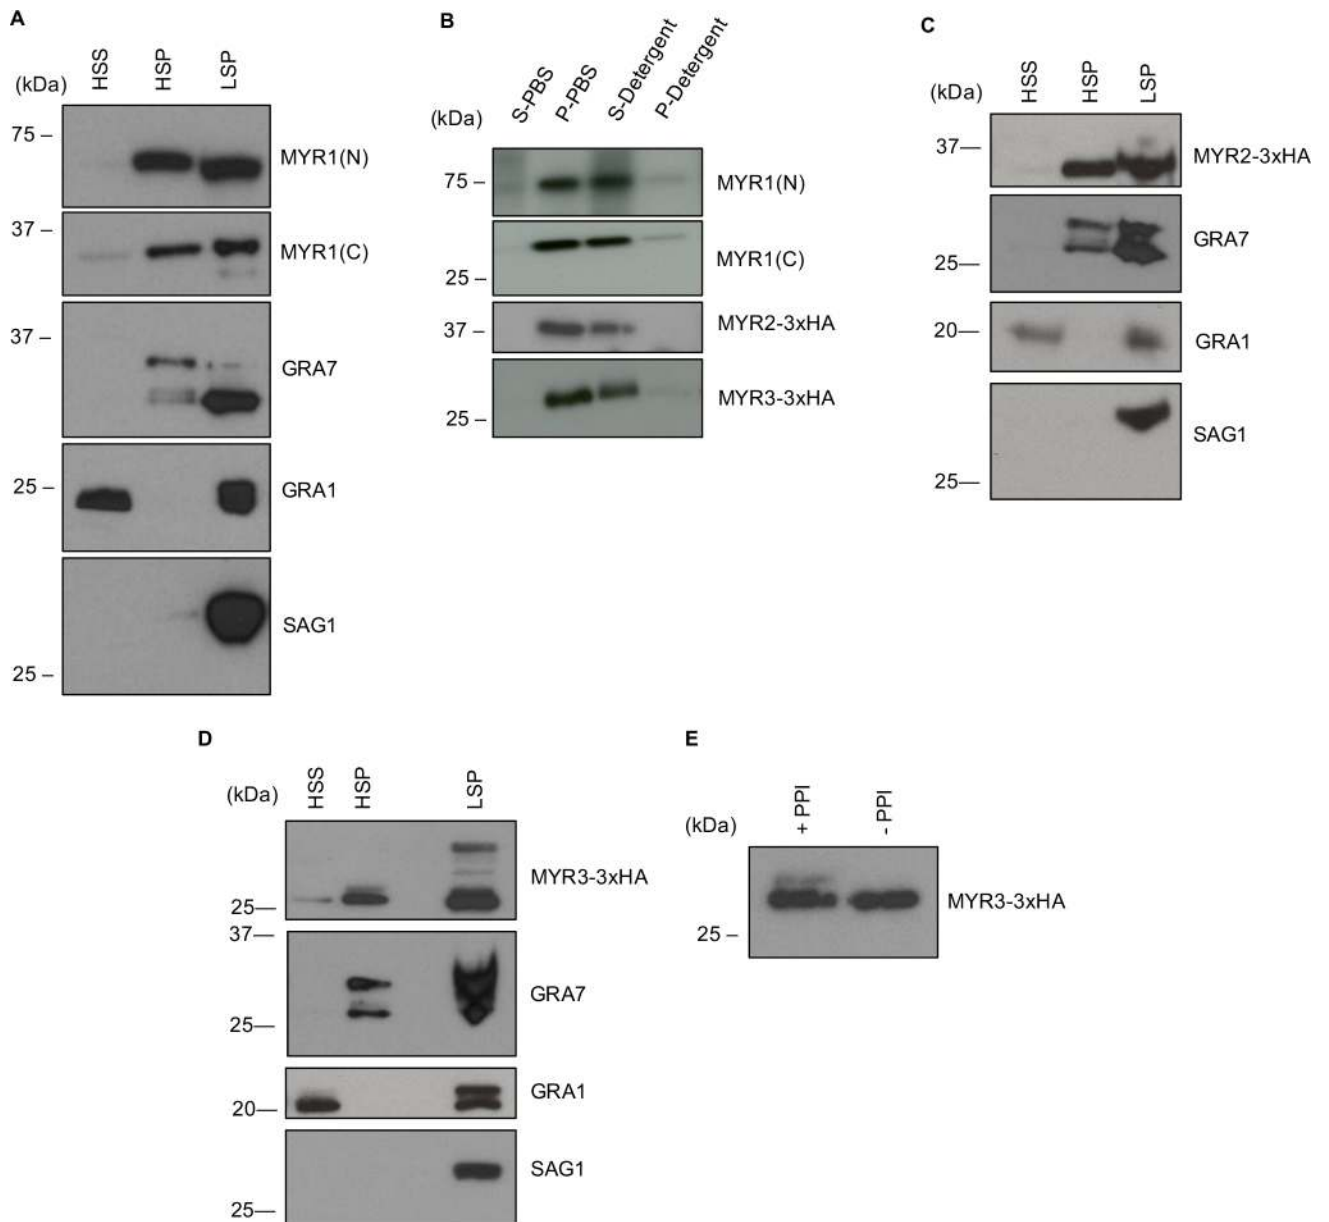 A
(kDa)
HSS
HSP
LSP
75 –
MYR1(N)
37 –
MYR1(C)
37 –
GRA7
25 –
GRA1
SAG1
25 –
B
(kDa)
S-PBS
P-PBS
S-Detergent
P-Detergent
75 –
MYR1(N)
MYR1(C)
25 –
37 –
MYR2-3xHA
MYR3-3xHA
25 –
C
(kDa)
HSS
HSP
LSP
37—
MYR2-3xHA
GRA7
25—
20—
GRA1
SAG1
25—
D
(kDa)
HSS
HSP
LSP
MYR3-3xHA
25—
37—
GRA7
25—
GRA1
20—
SAG1
25—
E
(kDa)
+ PPI
- PPI
MYR3-3xHA
25 –